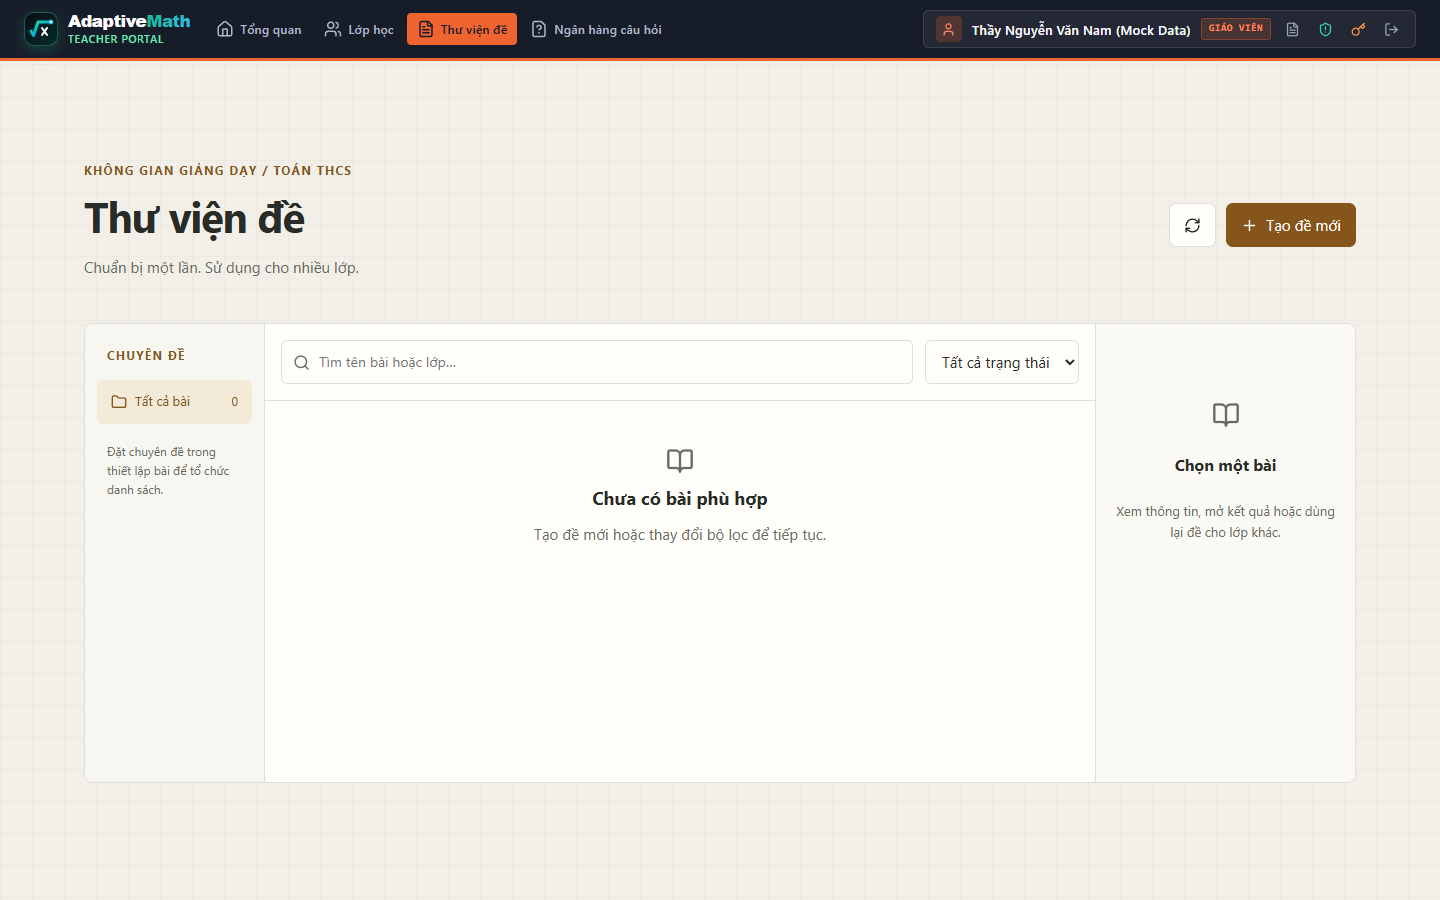 AdaptiveMath
TEACHER PORTAL
Tổng quan
Lớp học
Thư viện đề
Ngân hàng câu hỏi
Thầy Nguyễn Văn Nam (Mock Data)
GIÁO VIÊN
KHÔNG GIAN GIẢNG DẠY / TOÁN THCS
Thư viện đề
Chuẩn bị một lần. Sử dụng cho nhiều lớp.
Tạo đề mới
CHUYÊN ĐỀ
Tất cả bài 0
Đặt chuyên đề trong
thiết lập bài để tổ chức
danh sách.
Tìm tên bài hoặc lớp...
Tất cả trạng thái
Chưa có bài phù hợp
Tạo đề mới hoặc thay đổi bộ lọc để tiếp tục.
Chọn một bài
Xem thông tin, mở kết quả hoặc dùng
lại đề cho lớp khác.